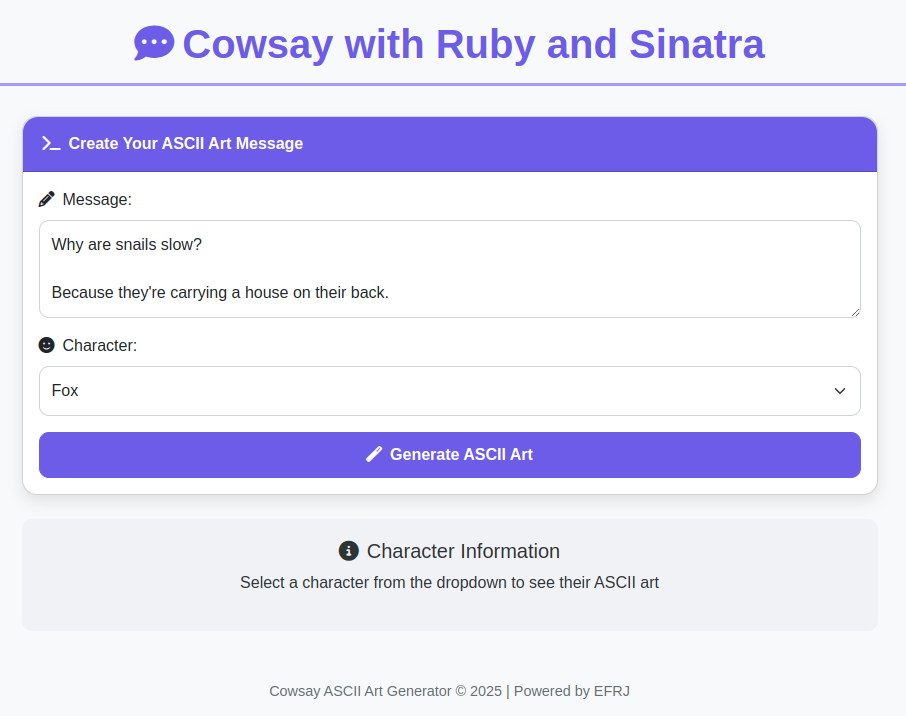 Cowsay with Ruby and Sinatra
Create Your ASCII Art Message
Message:
Why are snails slow?
Because they're carrying a house on their back.
Character:
Fox
Generate ASCII Art
Character Information
Select a character from the dropdown to see their ASCII art
Cowsay ASCII Art Generator © 2025 | Powered by EFRJ